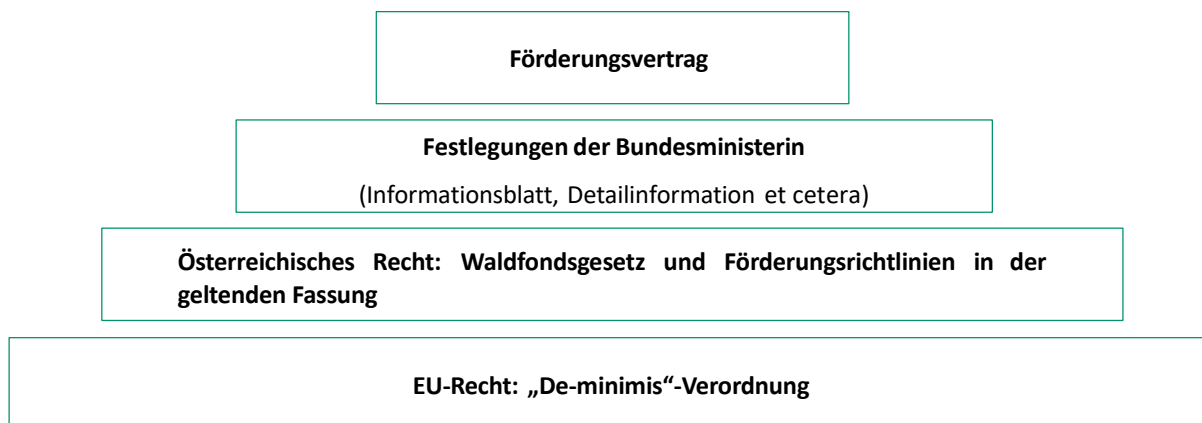 Förderungsvertrag
Festlegungen der Bundesministerin
(Informationsblatt, Detailinformation et cetera)
Österreichisches Recht: Waldfondsgesetz und Förderungsrichtlinien in der
geltenden Fassung
EU-Recht: „De-minimis“-Verordnung